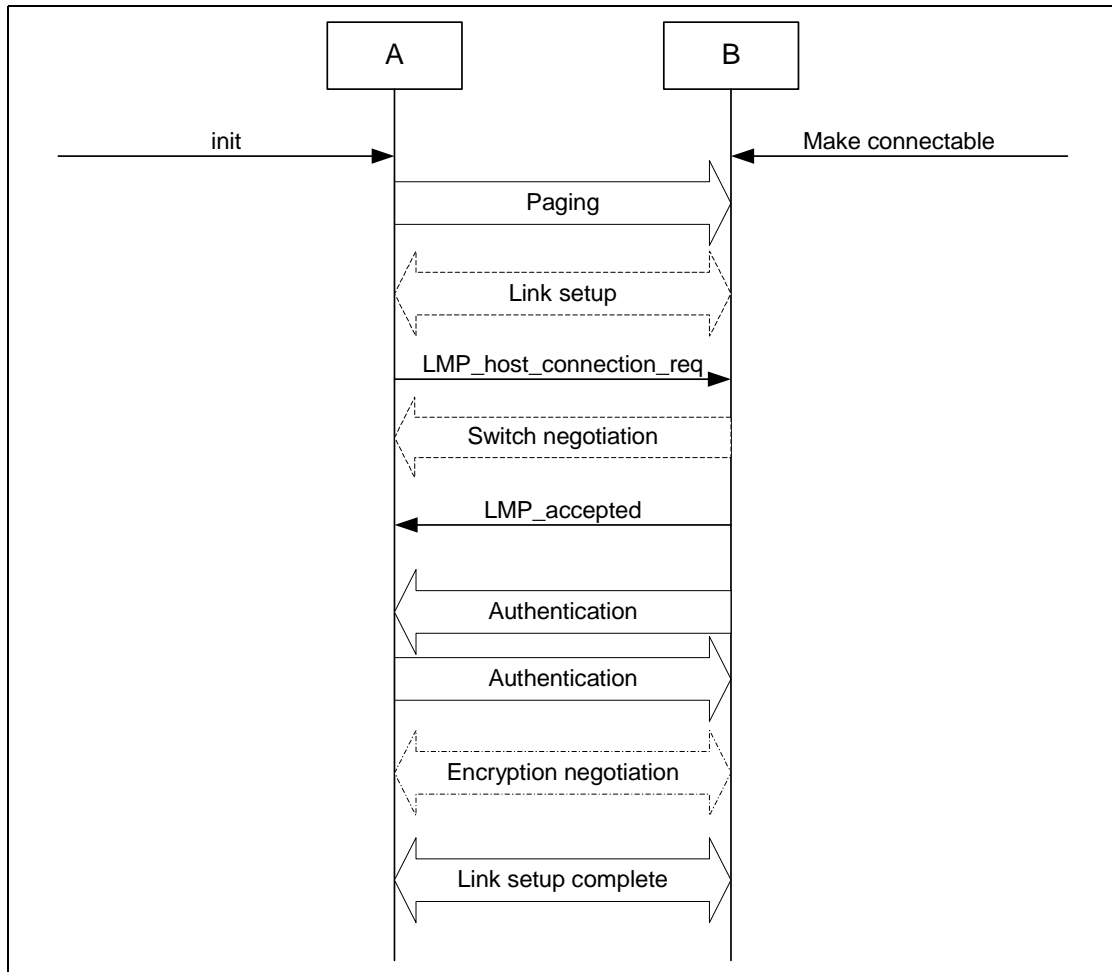 A
B
init
Make connectable
Paging
Link setup
LMP_host_connection_req
Switch negotiation
LMP_accepted
Authentication
Authentication
Encryption negotiation
Link setup complete